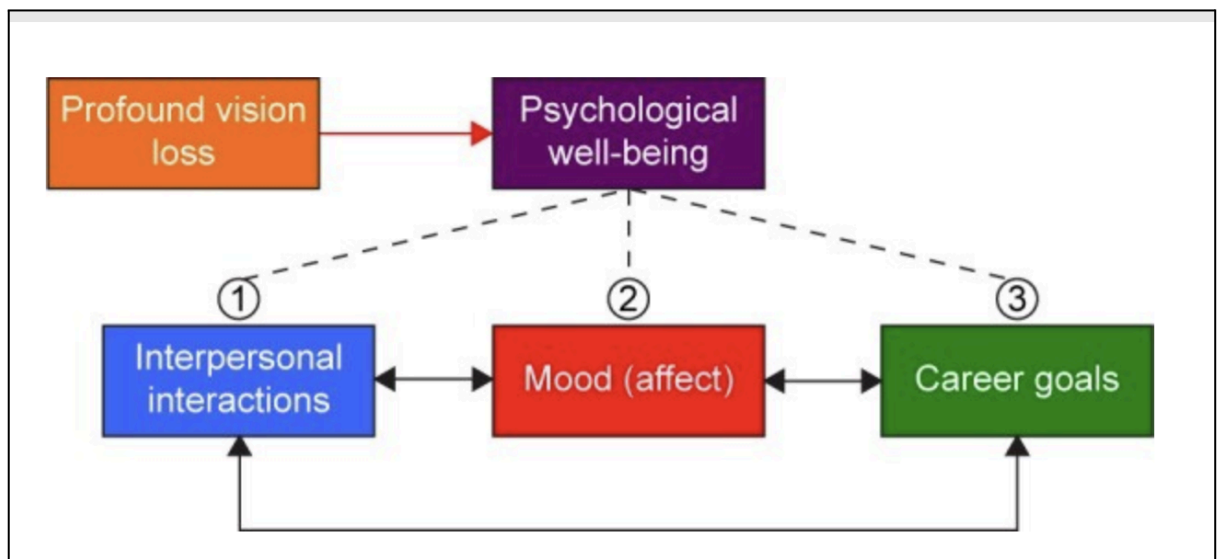 Profound vision
loss
Psychological
well-being
1
2
3
Interpersonal
interactions
Mood (affect)
Career goals